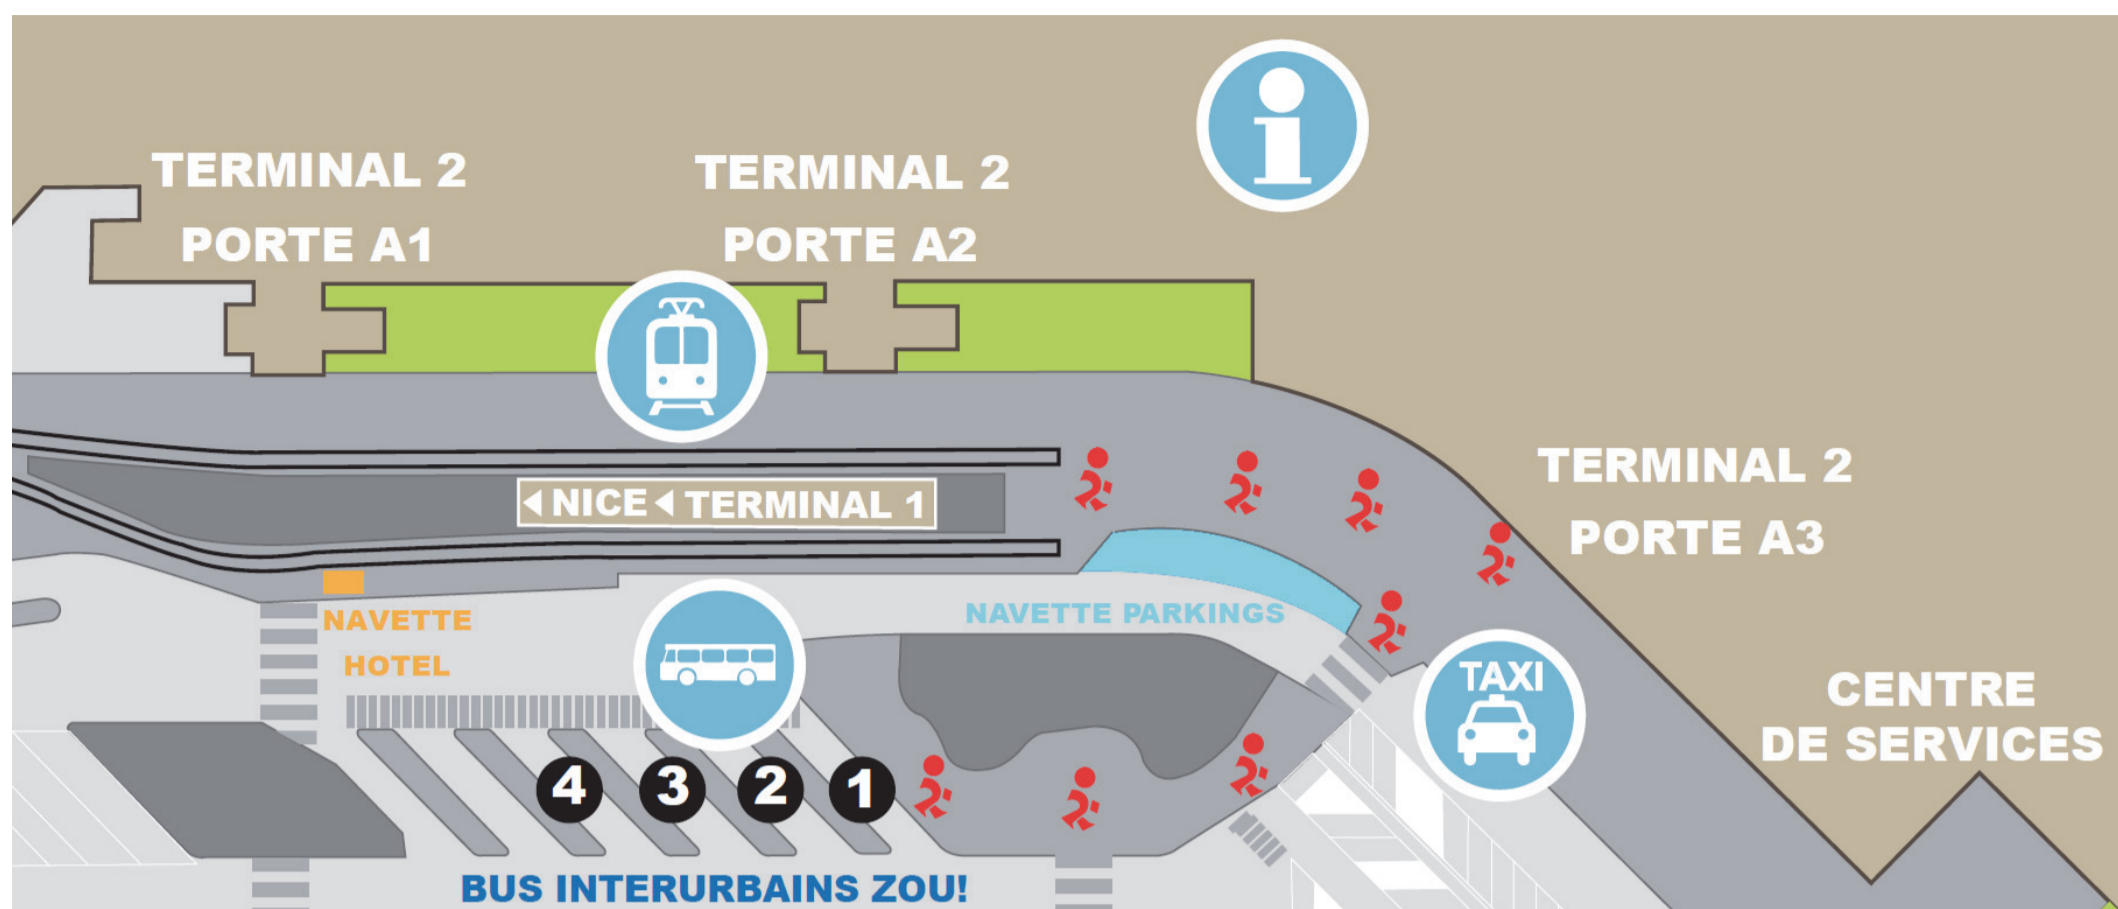 TERMINAL 2
PORTE A1
TERMINAL 2
PORTE A2
TERMINAL 2
PORTE A3
NICE TERMINAL 1
NAVETTE
HOTEL
NAVETTE PARKINGS
TAXI
CENTRE
DE SERVICES
4 3 2 1
BUS INTERURBAINS ZOU!